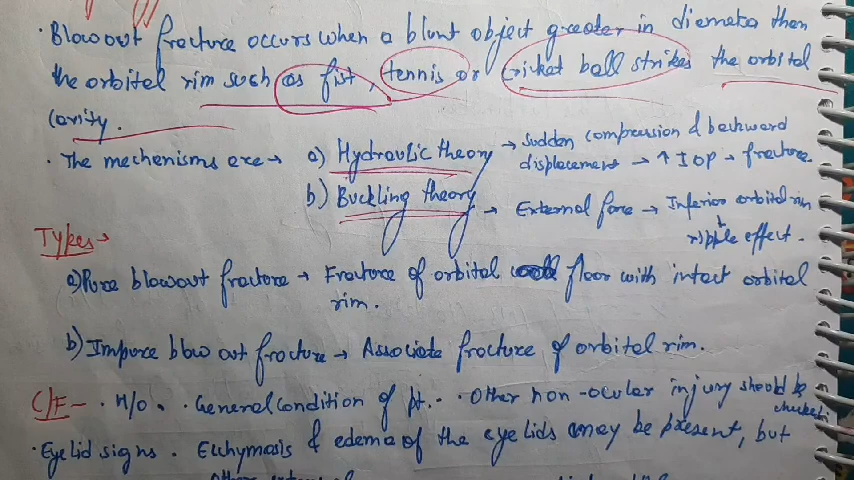 · Blow out fracture occurs when a blunt object greater in diameter than
the orbital rim such as fist, tennis or cricket ball strikes the orbital
cavity.
· The mechanisms are → a) Hydraulic theory → Sudden compression & backward
displacement → ↑ IOP → fracture.
b) Buckling theory → External force → Inferior orbital rim
↓
ripple effect.
Types →
a) Pure blowout fracture → Fracture of orbital floor with intact orbital
rim.
b) Impure blow out fracture → Associate fracture of orbital rim.
C/F - · H/O · · General condition of pt. - · Other non-ocular injury should be
checked.
· Eyelid signs. Ecchymosis & edema of the eyelids may be present, but